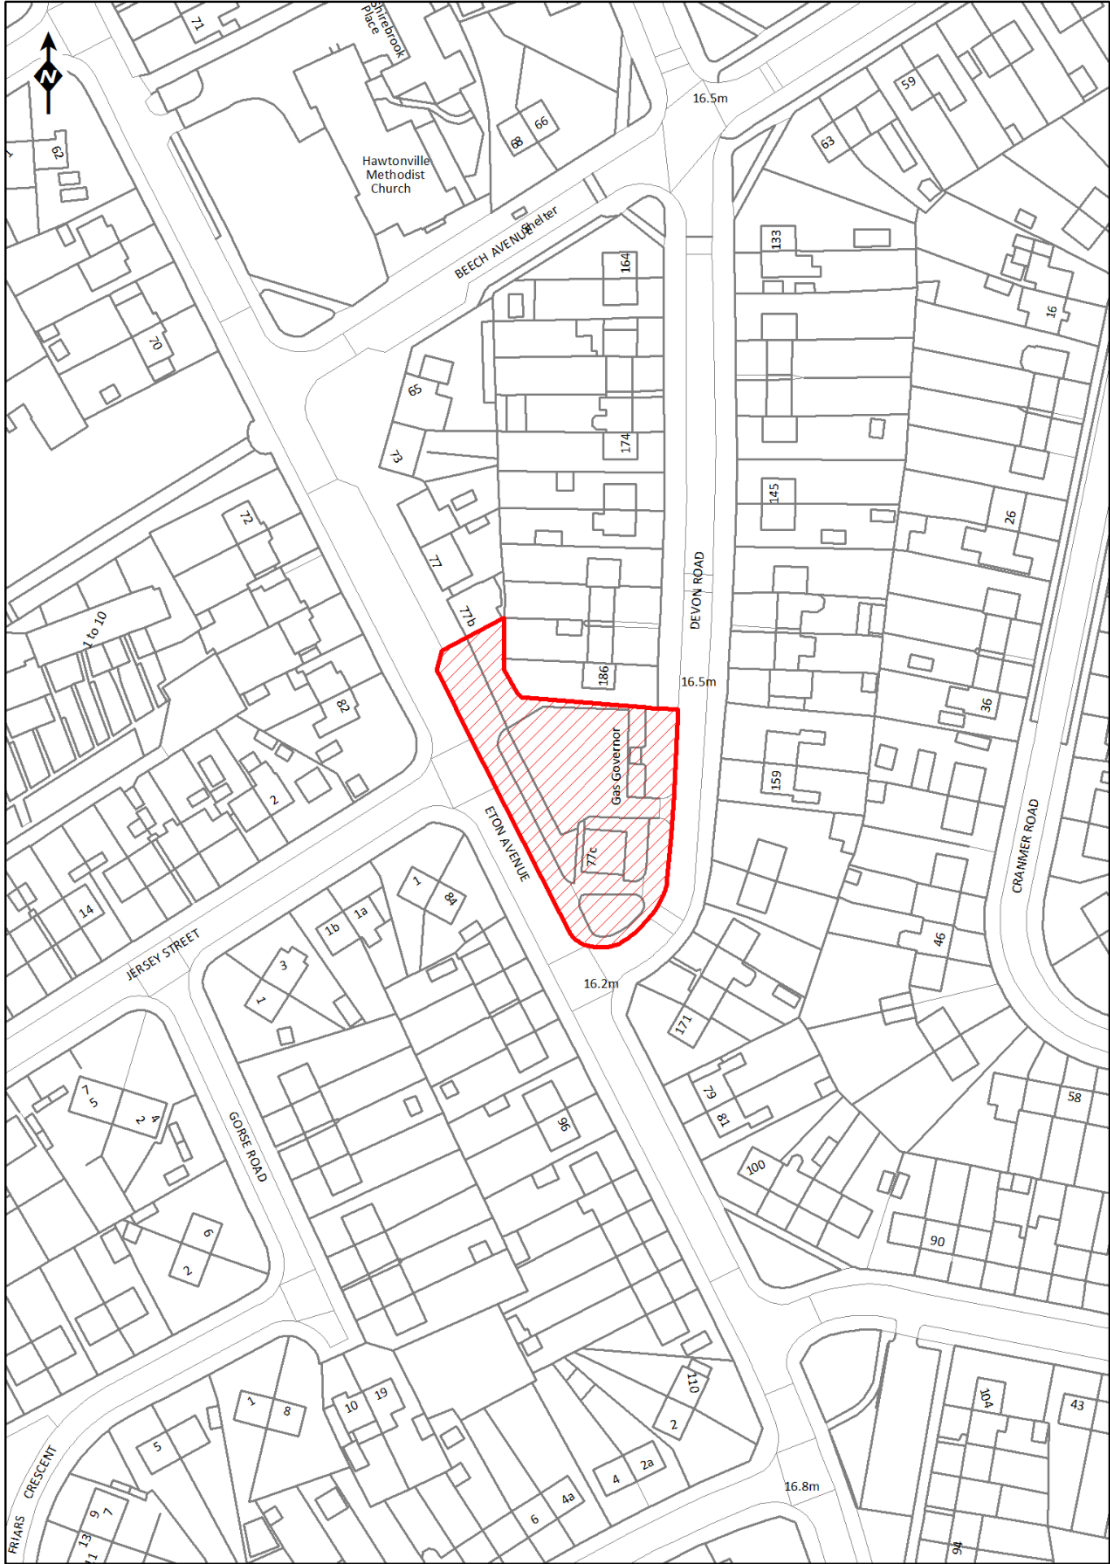 71
Shirebrook
Place
N
16.5m
59
66
68
63
62
1
Hawtonville
Methodist
Church
Shelter
BEECH AVENUE
164
133
16
70
65
174
73
145
72
26
77
DEVON ROAD
1 to 10
77b
186
16.5m
36
82
Gas Governor
159
2
ETON AVENUE
77c
CRANMER ROAD
1
84
14
1a
1b
46
JERSEY STREET
3
1
16.2m
171
7
5
4
2
79
81
58
96
GORSE ROAD
100
6
2
90
110
19
10
1
8
104
43
2
5
2a
4
CRESCENT
16.8m
4a
6
9
7
FRIARS
13
11
94